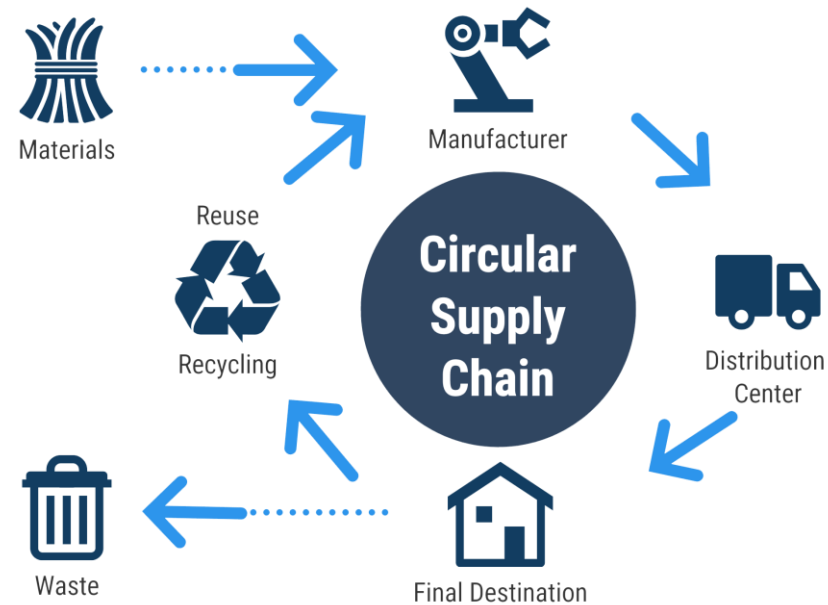 Materials
Manufacturer
Reuse
Recycling
Circular
Supply
Chain
Distribution
Center
Waste
Final Destination